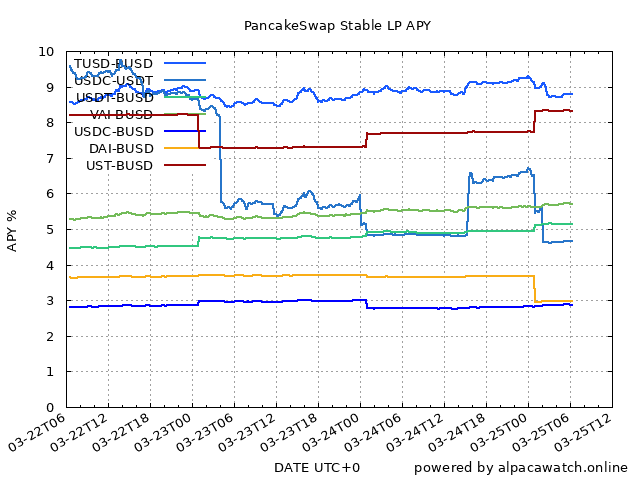 PancakeSwap Stable LP APY
TUSD-BUSD
USDC-USDT
USDT-BUSD
VAI-BUSD
USDC-BUSD
DAI-BUSD
UST-BUSD
APY %
10
9
8
7
6
5
4
3
2
1
0
03-22T06
03-22T12
03-22T18
03-23T00
03-23T06
03-23T12
03-23T18
03-24T00
03-24T06
03-24T12
03-24T18
03-25T00
03-25T06
03-25T12
DATE UTC+0
powered by alpacawatch.online